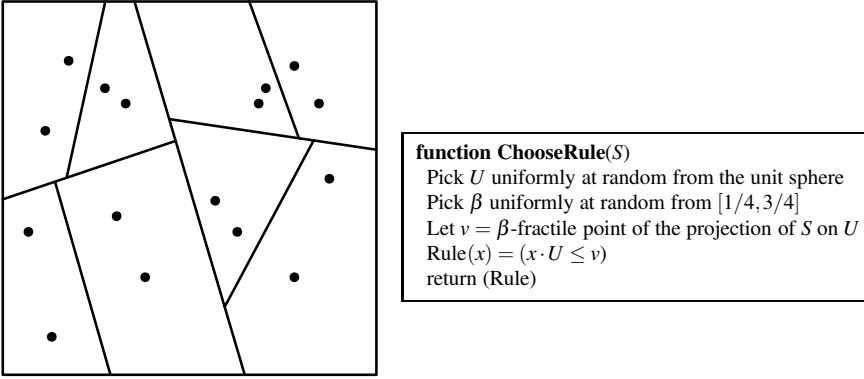 function ChooseRule(S)
Pick U uniformly at random from the unit sphere
Pick β uniformly at random from [1/4,3/4]
Let v = β-fractile point of the projection of S on U
Rule(x) = (x·U ≤ v)
return (Rule)